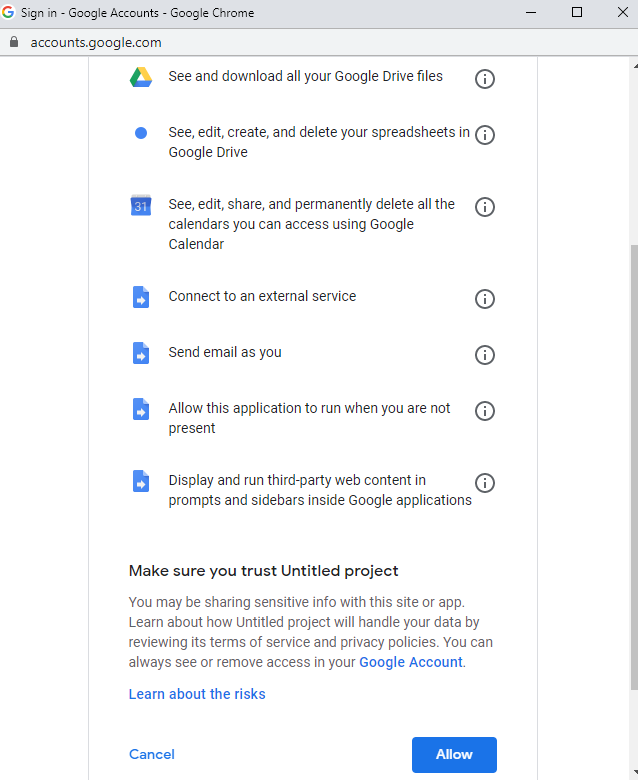 Sign in - Google Accounts - Google Chrome
accounts.google.com
See and download all your Google Drive files
See, edit, create, and delete your spreadsheets in
Google Drive
31
See, edit, share, and permanently delete all the
calendars you can access using Google
Calendar
Connect to an external service
Send email as you
Allow this application to run when you are not
present
Display and run third-party web content in
prompts and sidebars inside Google applications
Make sure you trust Untitled project
You may be sharing sensitive info with this site or app.
Learn about how Untitled project will handle your data by
reviewing its terms of service and privacy policies. You can
always see or remove access in your Google Account.
Learn about the risks
Cancel
Allow